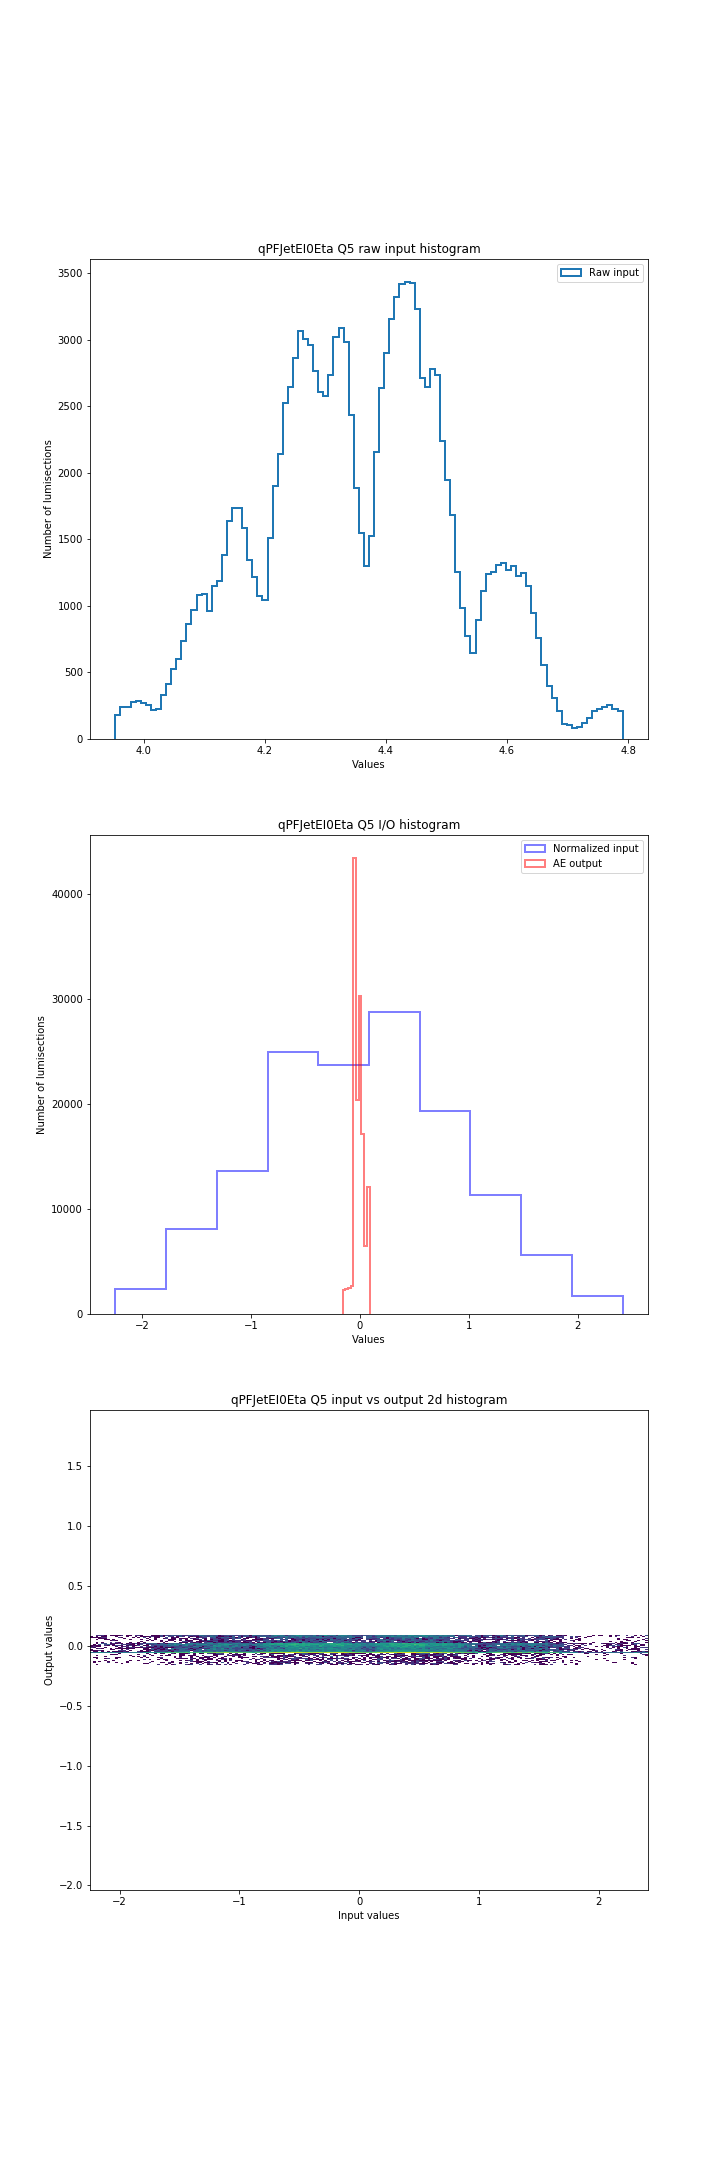 qPFJetEI0Eta Q5 raw input histogram
Raw input
3500
3000
2500
2000
1500
1000
500
0
Number of lumisections
4.0 4.2 4.4 4.6 4.8
Values
qPFJetEI0Eta Q5 I/O histogram
Normalized input
AE output
40000
30000
20000
10000
0
Number of lumisections
−2 −1 0 1 2
Values
qPFJetEI0Eta Q5 input vs output 2d histogram
1.5
1.0
0.5
0.0
−0.5
−1.0
−1.5
−2.0
Output values
−2 −1 0 1 2
Input values